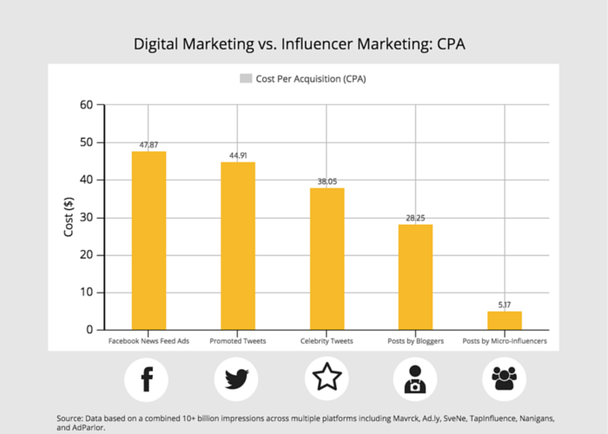 Digital Marketing vs. Influencer Marketing: CPA
Cost Per Acquisition (CPA)
60
50
40
30
20
10
0
Cost ($)
47.87
44.91
38.05
28.25
5.17
Facebook News Feed Ads
Promoted Tweets
Celebrity Tweets
Posts by Bloggers
Posts by Micro-Influencers
Source: Data based on a combined 10+ billion impressions across multiple platforms including Mavrck, Ad.ly, SveNe, TapInfluence, Nanigans,
and AdParlor.